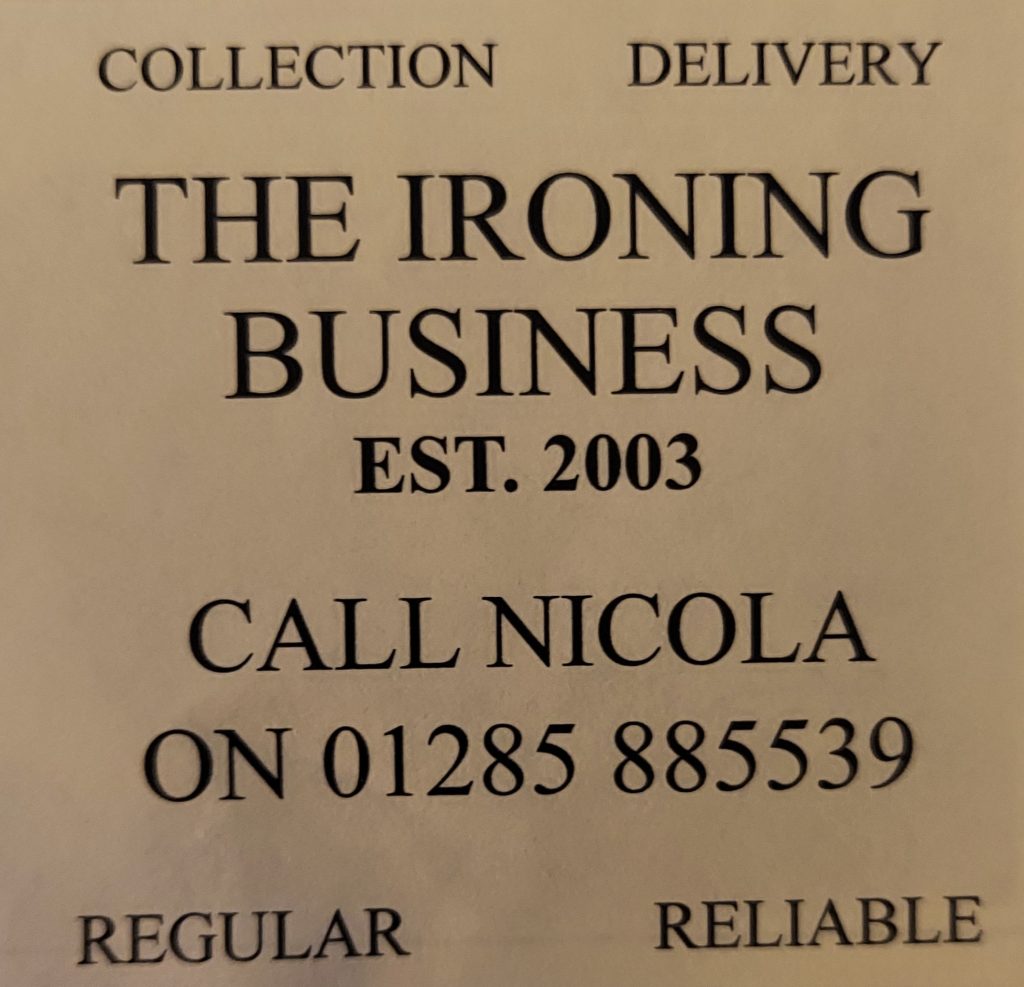 COLLECTION DELIVERY
THE IRONING
BUSINESS
EST. 2003
CALL NICOLA
ON 01285 885539
REGULAR RELIABLE